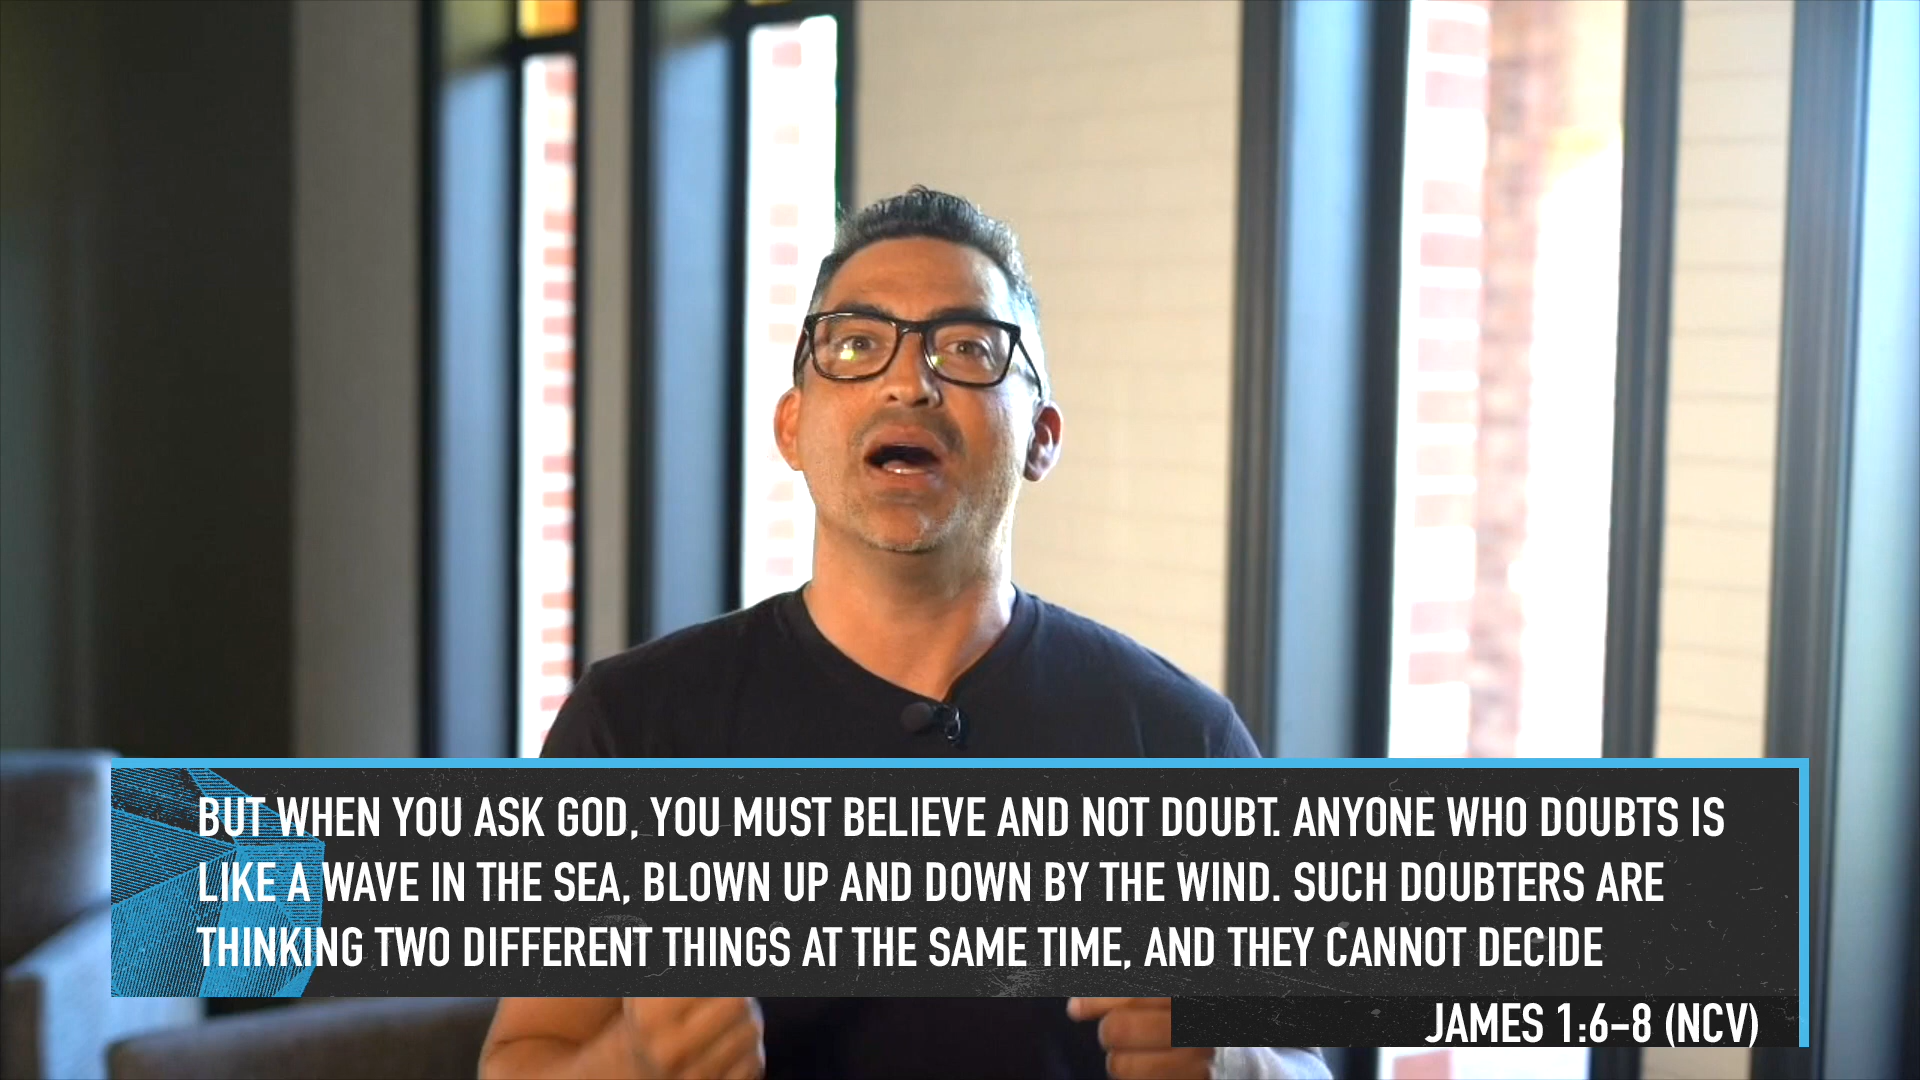 BUT WHEN YOU ASK GOD, YOU MUST BELIEVE AND NOT DOUBT. ANYONE WHO DOUBTS IS
LIKE A WAVE IN THE SEA, BLOWN UP AND DOWN BY THE WIND. SUCH DOUBTERS ARE
THINKING TWO DIFFERENT THINGS AT THE SAME TIME, AND THEY CANNOT DECIDE
JAMES 1:6-8 (NCV)